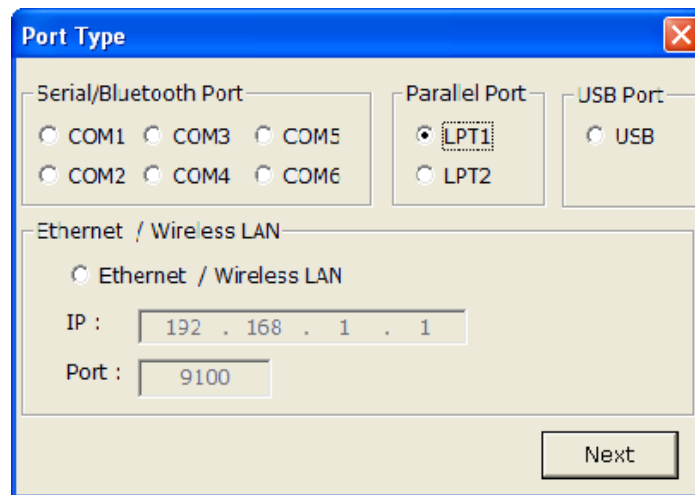 Port Type
Serial/Bluetooth Port
COM1 COM3 COM5
COM2 COM4 COM6
Parallel Port
LPT1
LPT2
USB Port
USB
Ethernet / Wireless LAN
Ethernet / Wireless LAN
IP : 192 . 168 . 1 . 1
Port : 9100
Next